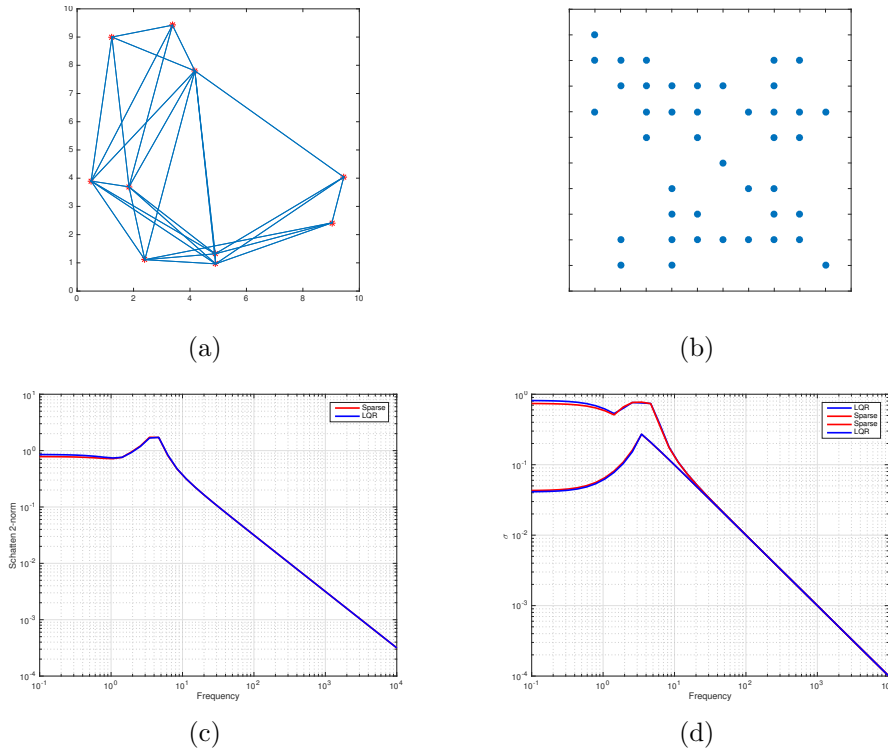 10
9
8
7
6
5
4
3
2
1
0
0 2 4 6 8 10
(a)
(b)
10^1
10^0
10^-1
10^-2
10^-3
10^-4
Schatten 2-norm
Sparse
LQR
10^-1 10^0 10^1 10^2 10^3 10^4
Frequency
(c)
10^0
10^-1
10^-2
10^-3
10^-4
σ
LQR
Sparse
Sparse
LQR
10^-1 10^0 10^1 10^2 10^3 10^4
Frequency
(d)